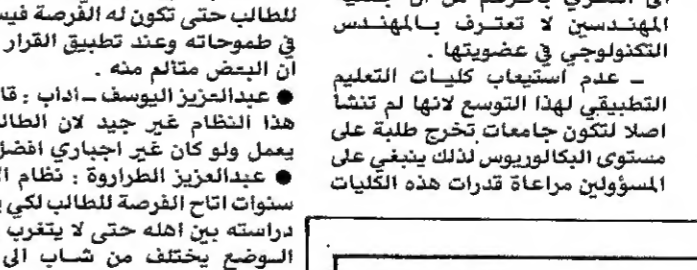 للطالب حتى تكون له الفرصة
في طموحاته وعند تطبيق القرار
ان البعض متألم منه .
● عبدالعزيز اليوسف ــ اداب :
هذا النظام غير جيد لان
يعمل ولو كان غير اجباري
● عبدالعزيز الطراروة : نظام
سنوات اتاح الفرصة للطالب لكي
دراسته بين اهله حتى لا يتغرب
الوضع يختلف من شاب الى
المهندسين لا تعترف بالمهندس
التكنولوجي في عضويتها .
ــ عدم استيعاب كليات التعليم
التطبيقي لهذا التوسع لانها لم تنشأ
اصلا لتكون جامعات تخرج طلبة على
مستوى البكالوريوس لذلك ينبغي على
المسؤولين مراعاة قدرات هذه الكليات